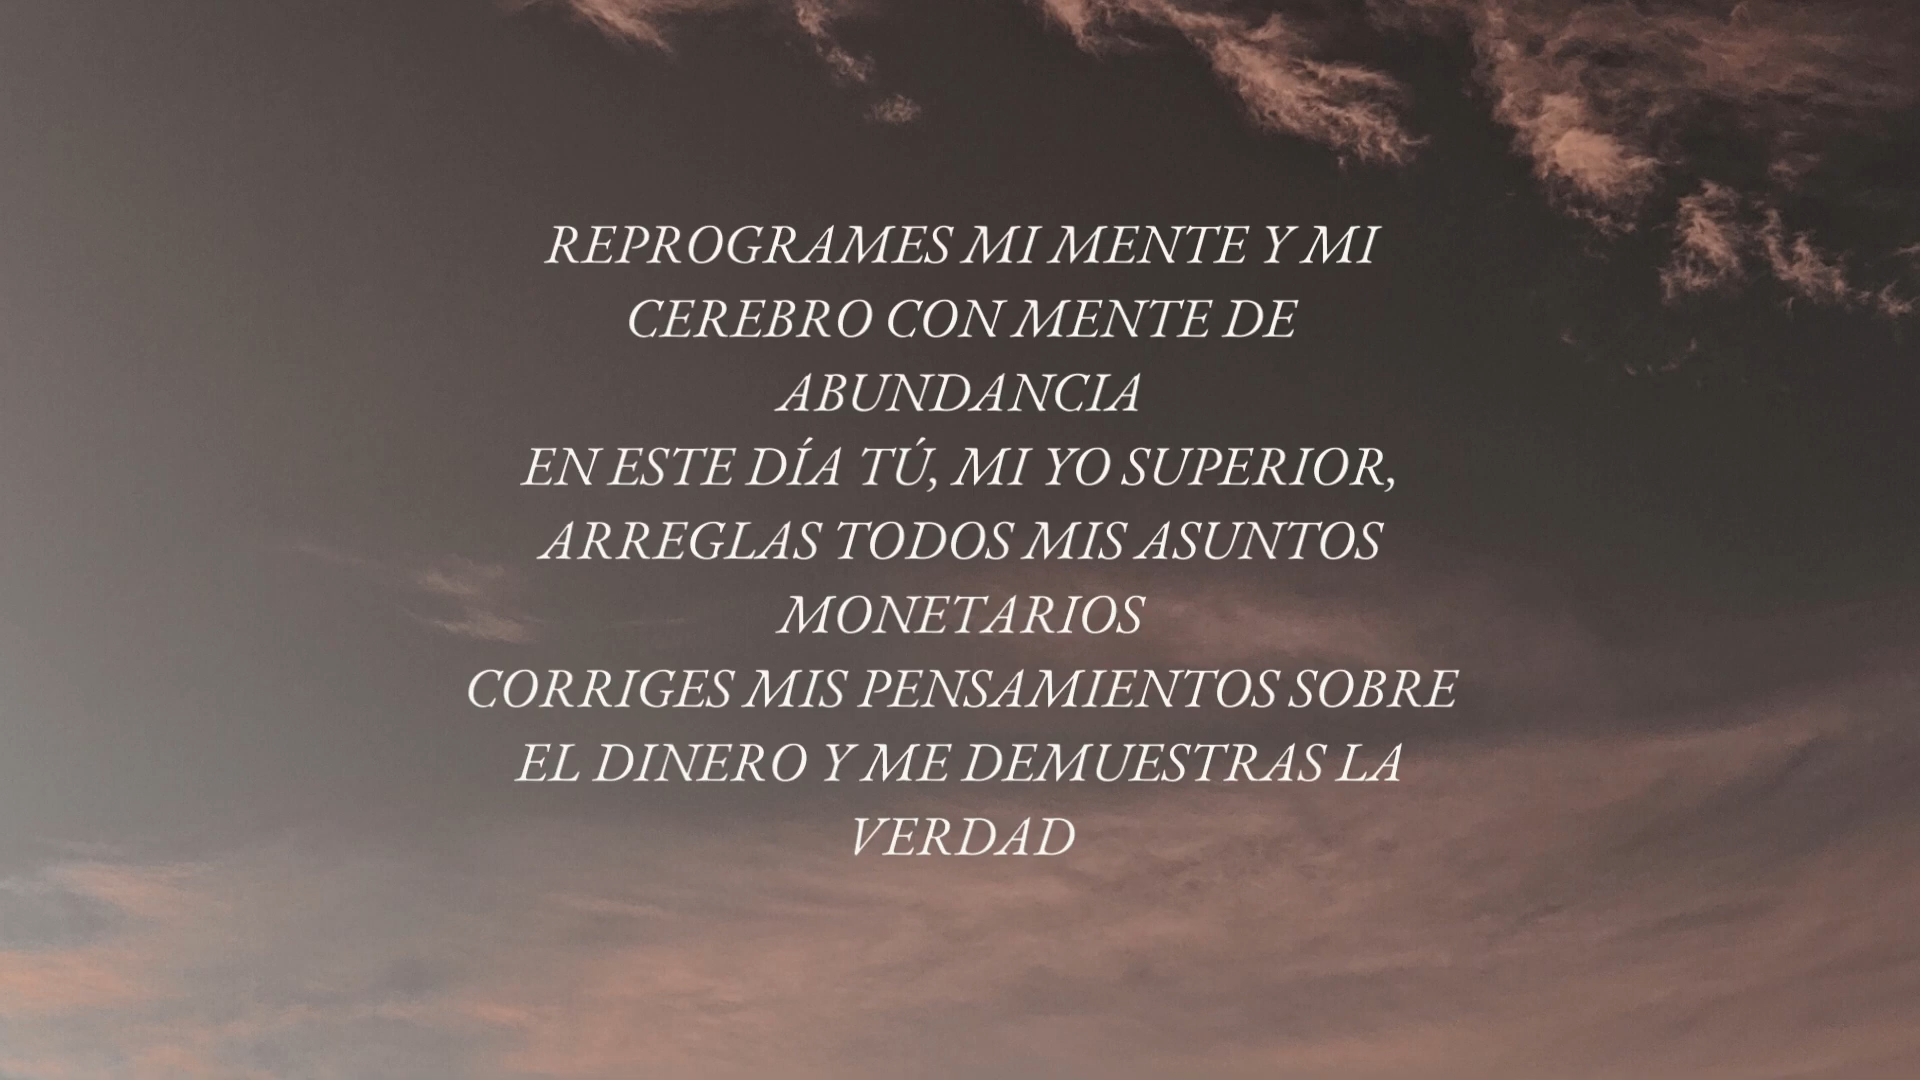 REPROGRAMES MI MENTE Y MI
CEREBRO CON MENTE DE
ABUNDANCIA
EN ESTE DÍA TÚ, MI YO SUPERIOR,
ARREGLAS TODOS MIS ASUNTOS
MONETARIOS
CORRIGES MIS PENSAMIENTOS SOBRE
EL DINERO Y ME DEMUESTRAS LA
VERDAD